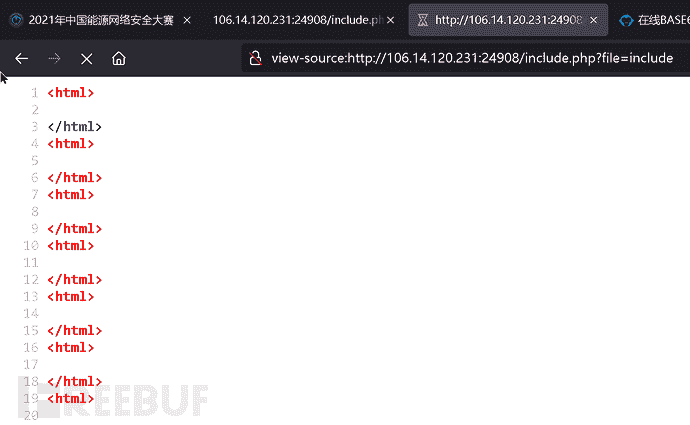 2021年中国能源网络安全大赛
106.14.120.231:24908/include.ph
http://106.14.120.231:24908
在线BASE6
view-source:http://106.14.120.231:24908/include.php?file=include
1 <html>
2
3 </html>
4 <html>
5
6 </html>
7 <html>
8
9 </html>
10 <html>
11
12 </html>
13 <html>
14
15 </html>
16 <html>
17
18 </html>
19 <html>
20
FREEBUF